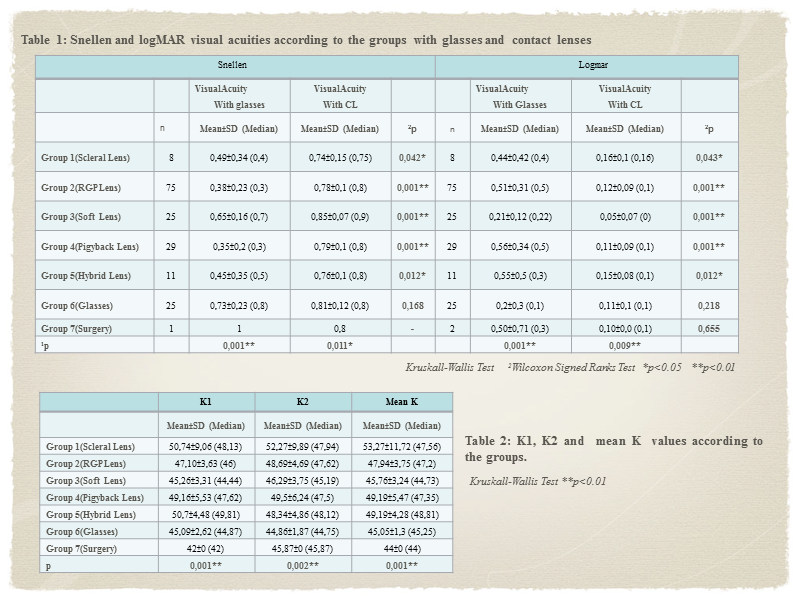 Table 1: Snellen and logMAR visual acuities according to the groups with glasses and contact lenses
Snellen Logmar
VisualAcuity VisualAcuity VisualAcuity VisualAcuity
With glasses With CL With Glasses With CL
n Mean±SD (Median) Mean±SD (Median) ²p n Mean±SD (Median) Mean±SD (Median) ²p
Group 1(Scleral Lens) 8 0,49±0,34 (0,4) 0,74±0,15 (0,75) 0,042* 8 0,44±0,42 (0,4) 0,16±0,1 (0,16) 0,043*
Group 2(RGPLens) 75 0,38±0,23 (0,3) 0,78±0,1 (0,8) 0,001** 75 0,51±0,31 (0,5) 0,12±0,09 (0,1) 0,001**
Group 3(Soft Lens) 25 0,65±0,16 (0,7) 0,85±0,07 (0,9) 0,001** 25 0,21±0,12 (0,22) 0,05±0,07 (0) 0,001**
Group 4(Pigyback Lens) 29 0,35±0,2 (0,3) 0,79±0,1 (0,8) 0,001** 29 0,56±0,34 (0,5) 0,11±0,09 (0,1) 0,001**
Group 5(Hybrid Lens) 11 0,45±0,35 (0,5) 0,76±0,1 (0,8) 0,012* 11 0,55±0,5 (0,3) 0,15±0,08 (0,1) 0,012*
Group 6(Glasses) 25 0,73±0,23 (0,8) 0,81±0,12 (0,8) 0,168 25 0,2±0,3 (0,1) 0,11±0,1 (0,1) 0,218
Group 7(Surgery) 1 1 0,8 - 2 0,50±0,71 (0,3) 0,10±0,0 (0,1) 0,655
¹p 0,001** 0,011* 0,001** 0,009**
Kruskall-Wallis Test ²Wilcoxon Signed Ranks Test *p<0.05 **p<0.01
K1 K2 Mean K
Mean±SD (Median) Mean±SD (Median) Mean±SD (Median)
Group 1(Scleral Lens) 50,74±9,06 (48,13) 52,27±9,89 (47,94) 53,27±11,72 (47,56)
Group 2(RGPLens) 47,10±3,63 (46) 48,69±4,69 (47,62) 47,94±3,75 (47,2)
Group 3(Soft Lens) 45,26±3,31 (44,44) 46,29±3,75 (45,19) 45,76±3,24 (44,73)
Group 4(Pigyback Lens) 49,16±5,53 (47,62) 49,5±6,24 (47,5) 49,19±5,47 (47,35)
Group 5(Hybrid Lens) 50,7±4,48 (49,81) 48,34±4,86 (48,12) 49,19±4,28 (48,81)
Group 6(Glasses) 45,09±2,62 (44,87) 44,86±1,87 (44,75) 45,05±1,3 (45,25)
Group 7(Surgery) 42±0 (42) 45,87±0 (45,87) 44±0 (44)
p 0,001** 0,002** 0,001**
Table 2: K1, K2 and mean K values according to
the groups.
Kruskall-Wallis Test **p<0.01